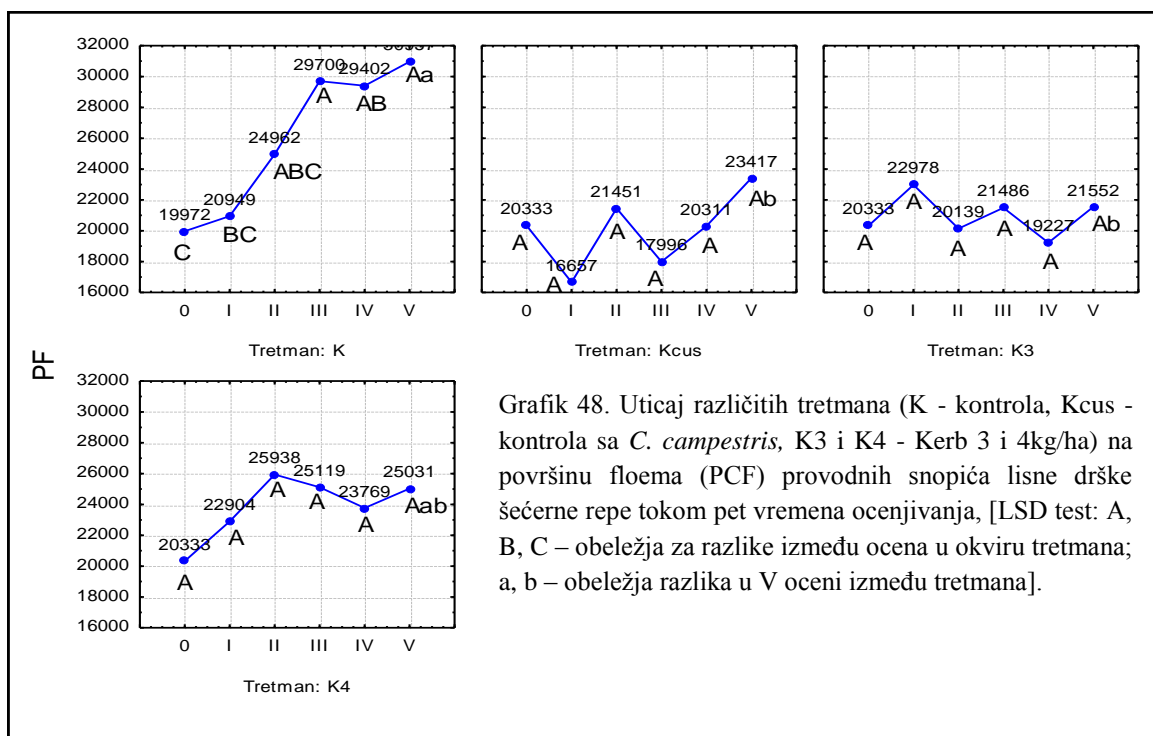 32000
30000
28000
26000
24000
22000
20000
18000
16000
19972
20949
24962
29700
29402
C
BC
ABC
A
AB
Aa
0 I II III IV V
Tretman: K
20333
16657
21451
17996
20311
23417
A
A
A
A
A
Ab
0 I II III IV V
Tretman: Kcus
20333
22978
20139
21486
19227
21552
A
A
A
A
A
Ab
0 I II III IV V
Tretman: K3
PF
32000
30000
28000
26000
24000
22000
20000
18000
16000
20333
22904
25938
25119
23769
25031
A
A
A
A
A
Aab
0 I II III IV V
Tretman: K4
Grafik 48. Uticaj različitih tretmana (K - kontrola, Kcus -
kontrola sa C. campestris, K3 i K4 - Kerb 3 i 4kg/ha) na
površinu floema (PCF) provodnih snopića lisne drške
šećerne repe tokom pet vremena ocenjivanja, [LSD test: A,
B, C – obeležja za razlike između ocena u okviru tretmana;
a, b – obeležja razlika u V oceni između tretmana].